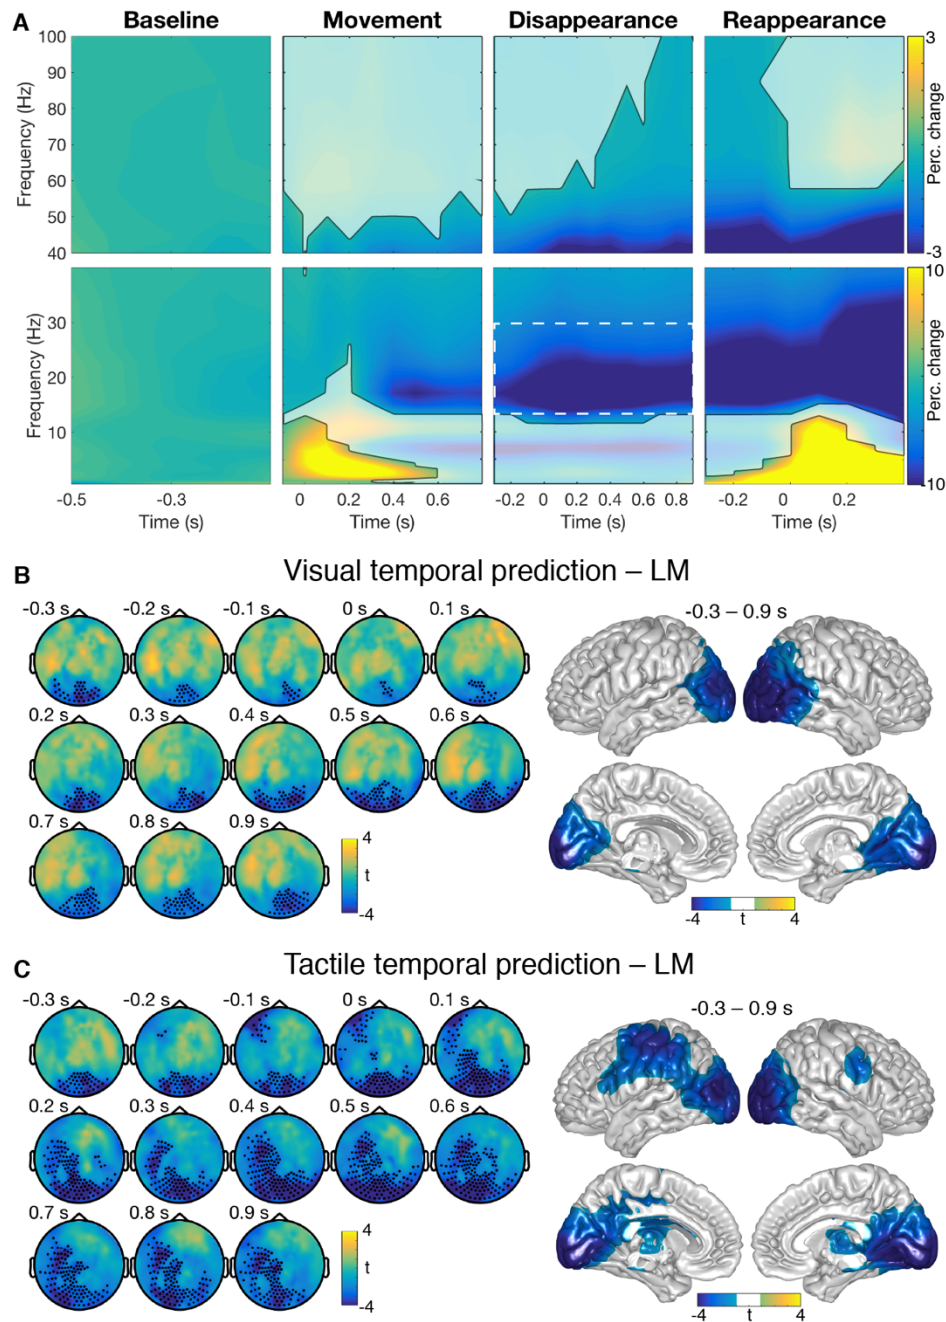 A
Baseline Movement Disappearance Reappearance
100
90
80
70
60
50
40
Frequency (Hz)
3
Perc. change
-3
30
20
10
Frequency (Hz)
10
Perc. change
-10
-0.5 -0.3 0 0.2 0.4 0.6 -0.2 0 0.2 0.4 0.6 0.8 -0.2 0 0.2
Time (s) Time (s) Time (s) Time (s)
B
Visual temporal prediction – LM
-0.3 s -0.2 s -0.1 s 0 s 0.1 s
-0.3 – 0.9 s
0.2 s 0.3 s 0.4 s 0.5 s 0.6 s
0.7 s 0.8 s 0.9 s
4
t
-4
-4 t 4
C
Tactile temporal prediction – LM
-0.3 s -0.2 s -0.1 s 0 s 0.1 s
-0.3 – 0.9 s
0.2 s 0.3 s 0.4 s 0.5 s 0.6 s
0.7 s 0.8 s 0.9 s
4
t
-4
-4 t 4